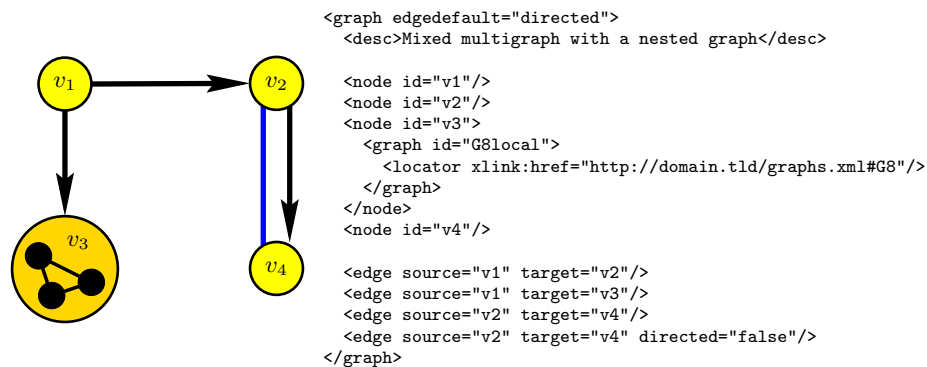 v1
v2
v3
v4
<graph edgedefault="directed">
  <desc>Mixed multigraph with a nested graph</desc>
  <node id="v1"/>
  <node id="v2"/>
  <node id="v3">
    <graph id="G8local">
      <locator xlink:href="http://domain.tld/graphs.xml#G8"/>
    </graph>
  </node>
  <node id="v4"/>
  <edge source="v1" target="v2"/>
  <edge source="v1" target="v3"/>
  <edge source="v2" target="v4"/>
  <edge source="v2" target="v4" directed="false"/>
</graph>